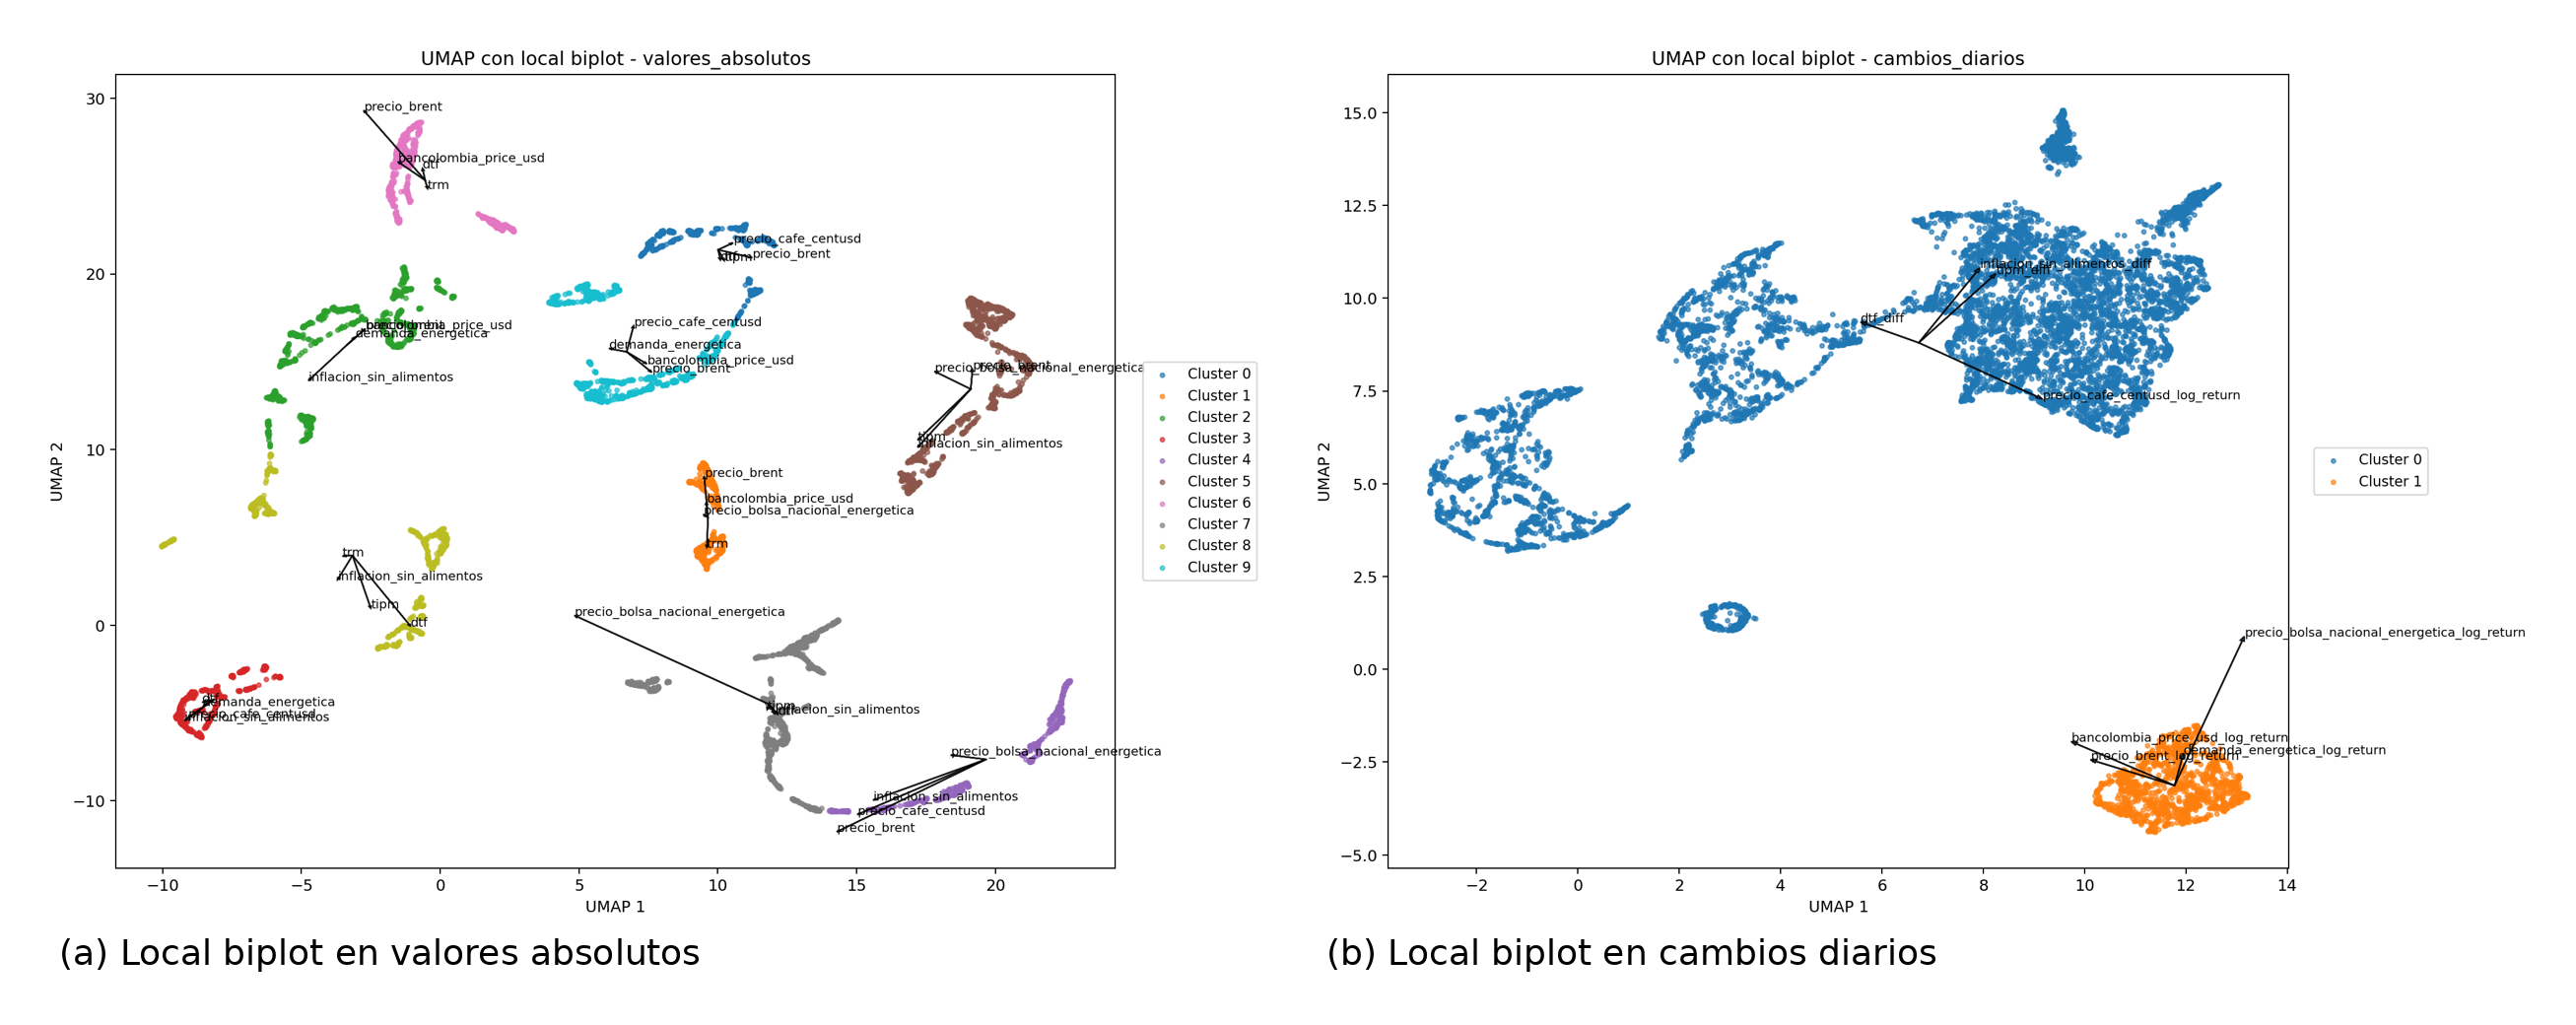 UMAP con local biplot - valores_absolutos
30
20
10
0
−10
UMAP 2
−10
−5
0
5
10
15
20
UMAP 1
precio_brent
bancolombia_price_usd
dtf
trm
precio_cafe_centusd
precio_brent
tipm
precio_brent
bancolombia_price_usd
demanda_energetica
inflacion_sin_alimentos
precio_cafe_centusd
demanda_energetica
bancolombia_price_usd
precio_brent
precio_brent
precio_bolsa_nacional_energetica
tipm
inflacion_sin_alimentos
precio_brent
bancolombia_price_usd
precio_bolsa_nacional_energetica
trm
trm
inflacion_sin_alimentos
tipm
dtf
precio_bolsa_nacional_energetica
dtf
demanda_energetica
precio_cafe_centusd
inflacion_sin_alimentos
tipm
dtf
inflacion_sin_alimentos
precio_bolsa_nacional_energetica
inflacion_sin_alimentos
precio_cafe_centusd
precio_brent
Cluster 0
Cluster 1
Cluster 2
Cluster 3
Cluster 4
Cluster 5
Cluster 6
Cluster 7
Cluster 8
Cluster 9
(a) Local biplot en valores absolutos
UMAP con local biplot - cambios_diarios
15.0
12.5
10.0
7.5
5.0
2.5
0.0
−2.5
−5.0
UMAP 2
−2
0
2
4
6
8
10
12
14
UMAP 1
inflacion_sin_alimentos_diff
tipm_diff
dtf_diff
precio_cafe_centusd_log_return
precio_bolsa_nacional_energetica_log_return
bancolombia_price_usd_log_return
demanda_energetica_log_return
precio_brent_log_return
Cluster 0
Cluster 1
(b) Local biplot en cambios diarios